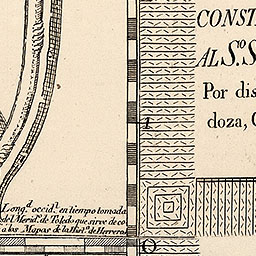 CONST
AL S.º S
Por dis
doza, C
1
Long.ᵈ occid.ˡ en tiempo tomada
del Merid.º de Toledo que sirve de co
á los Mapas de la Hist.ª de Herrera
O